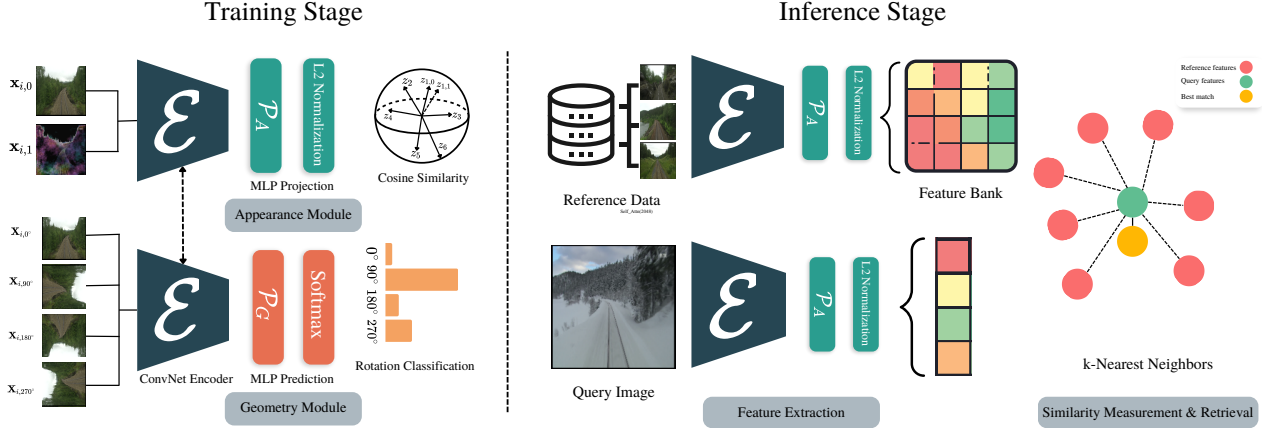 Training Stage
Inference Stage
x_{i,0}
x_{i,1}
ℰ
𝒫_A
L2 Normalization
MLP Projection
Appearance Module
z_2
z_{1,0}
z_{1,1}
z_4
z_3
z_5
z_6
Cosine Similarity
x_{i,0°}
x_{i,90°}
x_{i,180°}
x_{i,270°}
ℰ
ConvNet Encoder
𝒫_G
Softmax
MLP Prediction
Geometry Module
0°
90°
180°
270°
Rotation Classification
Reference Data
Self_Atto(2048)
ℰ
𝒫_A
L2 Normalization
Feature Bank
Query Image
ℰ
𝒫_A
L2 Normalization
Feature Extraction
Reference features
Query features
Best match
k-Nearest Neighbors
Similarity Measurement & Retrieval